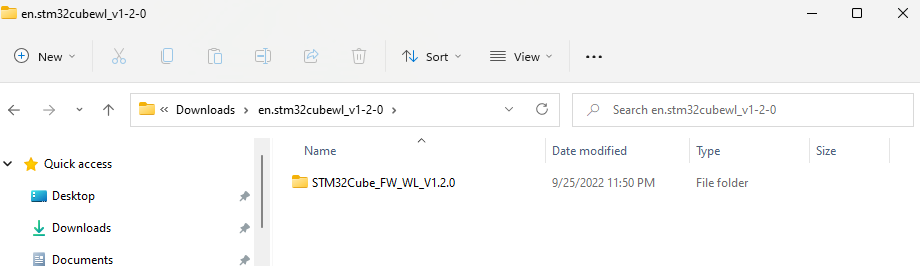 en.stm32cubewl_v1-2-0
New Sort View
« Downloads en.stm32cubewl_v1-2-0 Search en.stm32cubewl_v1-2-0
Name Date modified Type Size
Quick access
STM32Cube_FW_WL_V1.2.0 9/25/2022 11:50 PM File folder
Desktop
Downloads
Documents